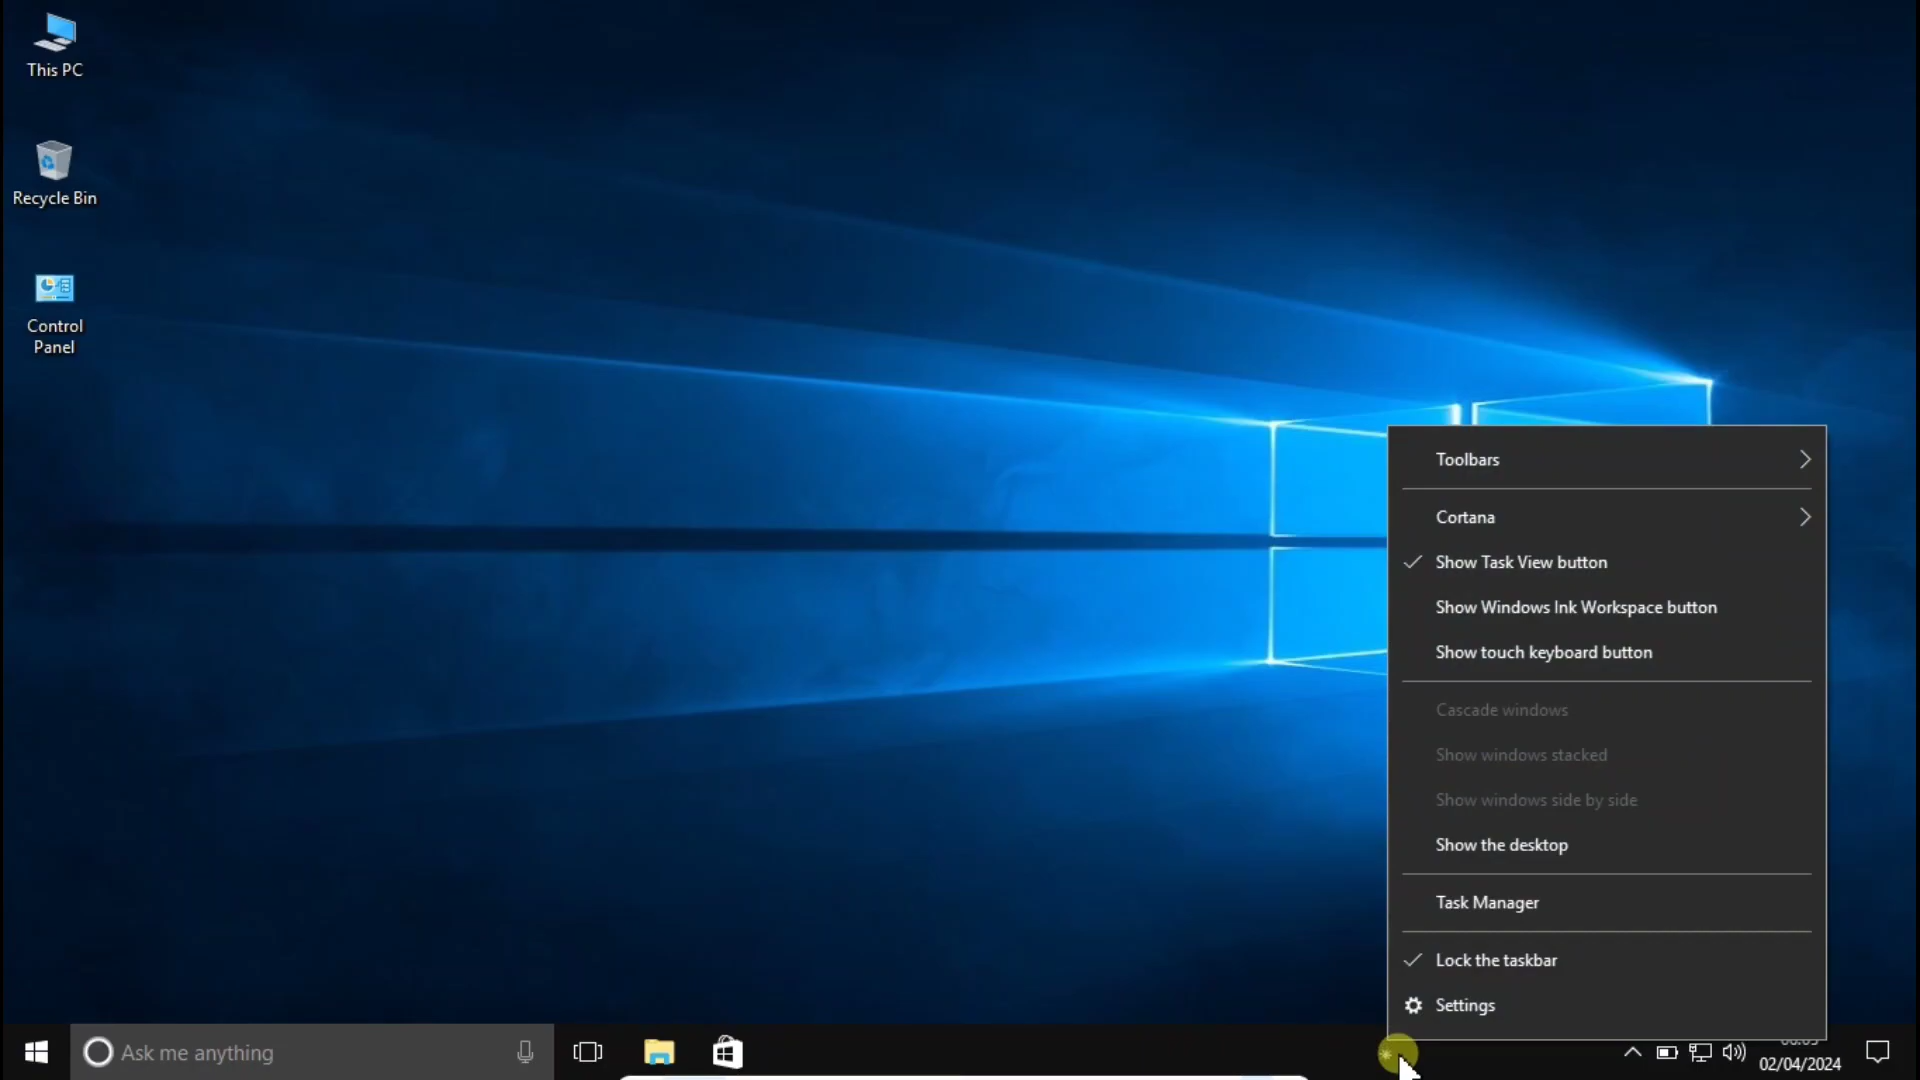 This PC
Recycle Bin
Control
Panel
Toolbars
Cortana
Show Task View button
Show Windows Ink Workspace button
Show touch keyboard button
Cascade windows
Show windows stacked
Show windows side by side
Show the desktop
Task Manager
Lock the taskbar
Settings
Ask me anything
02/04/2024